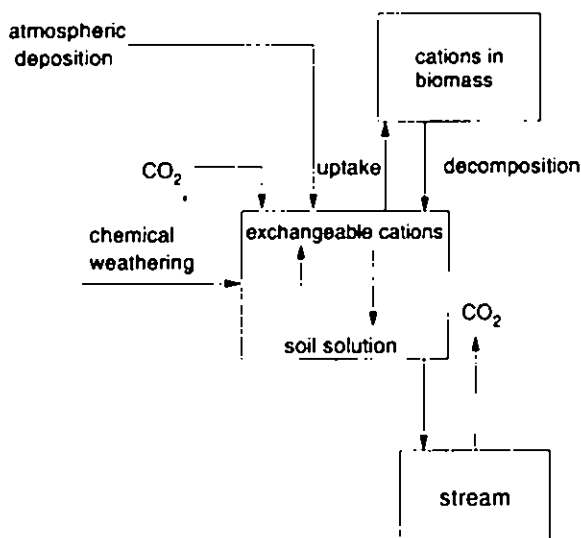 atmospheric
deposition
cations in
biomass
CO2
uptake
decomposition
chemical
weathering
exchangeable cations
CO2
soil solution
stream